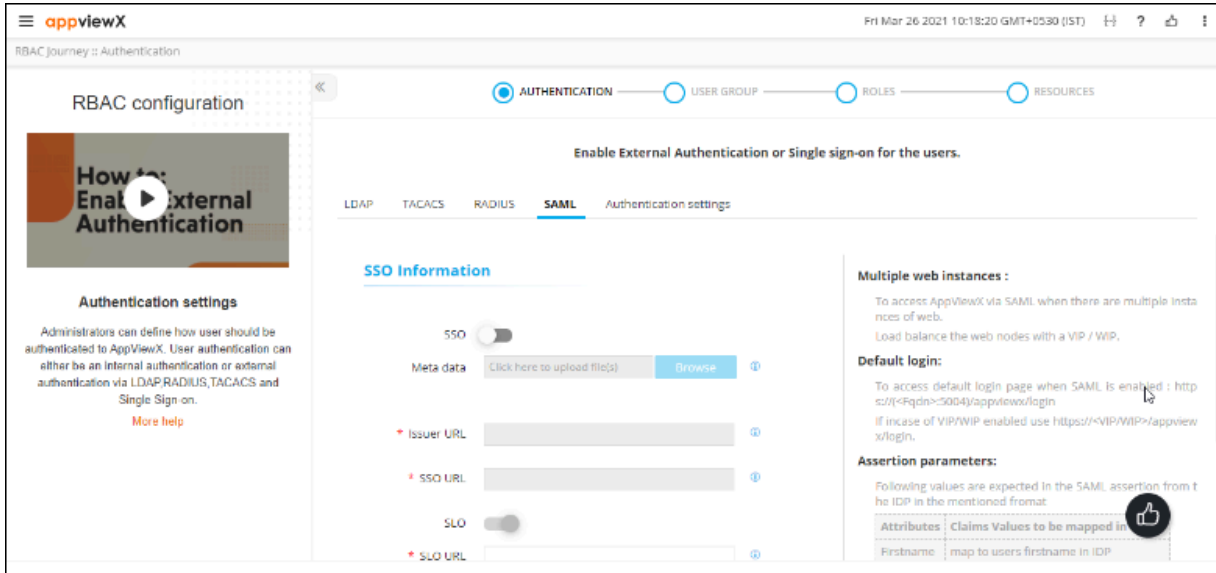 appviewX
Fri Mar 26 2021 10:18:20 GMT+0530 (IST)
?
RBAC Journey :: Authentication
RBAC configuration
How to:
Enable External
Authentication
Authentication settings
Administrators can define how user should be
authenticated to AppViewX. User authentication can
either be an internal authentication or external
authentication via LDAP,RADIUS,TACACS and
Single Sign-on.
More help
AUTHENTICATION
USER GROUP
ROLES
RESOURCES
Enable External Authentication or Single sign-on for the users.
LDAP TACACS RADIUS SAML Authentication settings
SSO Information
SSO
Meta data Click here to upload file(s) Browse
* Issuer URL
* SSO URL
SLO
* SLO URL
Multiple web instances :
To access AppViewX via SAML when there are multiple insta
nces of web.
Load balance the web nodes with a VIP / WIP.
Default login:
To access default login page when SAML is enabled : http
s://(<Fqdn>:5004)/appviewx/login
If incase of VIP/WIP enabled use https://<VIP/WIP>/appview
x/login.
Assertion parameters:
Following values are expected in the SAML assertion from t
he IDP in the mentioned fromat
Attributes Claims Values to be mapped in
Firstname map to users firstname in IDP